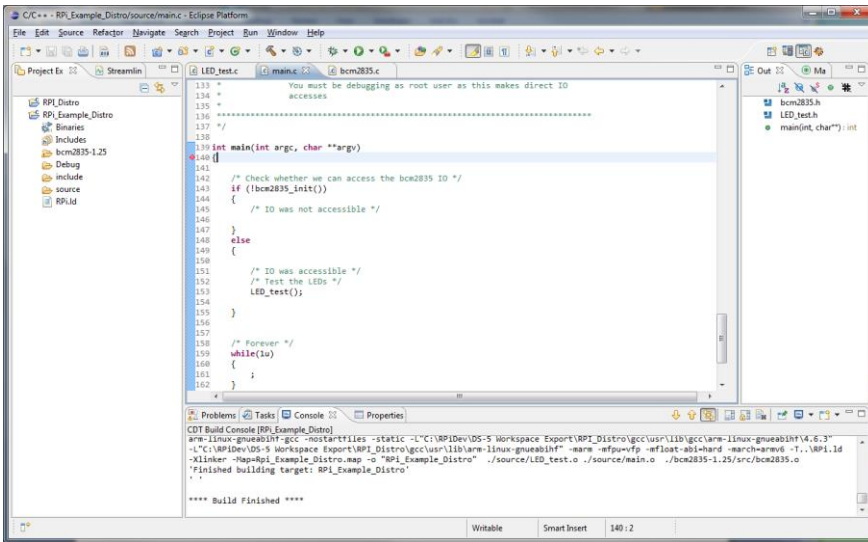 C/C++ - RPi_Example_Distro/source/main.c - Eclipse Platform
File Edit Source Refactor Navigate Search Project Run Window Help
Project Ex
Streamlin
RPI_Distro
RPi_Example_Distro
Binaries
Includes
bcm2835-1.25
Debug
include
source
RPi.ld
LED_test.c
main.c
bcm2835.c
133 * You must be debugging as root user as this makes direct IO
134 * accesses
135 *
136 ******************************************************************************
137 */
138
139 int main(int argc, char **argv)
140 {
141
142 /* Check whether we can access the bcm2835 IO */
143 if (!bcm2835_init())
144 {
145 /* IO was not accessible */
146
147 }
148 else
149 {
150
151 /* IO was accessible */
152 /* Test the LEDs */
153 LED_test();
154
155 }
156
157
158 /* Forever */
159 while(1u)
160 {
161 ;
162 }
Out
Ma
bcm2835.h
LED_test.h
main(int, char**) : int
Problems Tasks Console Properties
CDT Build Console [RPi_Example_Distro]
arm-linux-gnueabihf-gcc -nostartfiles -static -L"C:\RPiDev\DS-5 Workspace Export\RPI_Distro\gcc\usr\lib\gcc\arm-linux-gnueabihf\4.6.3"
-L"C:\RPiDev\DS-5 Workspace Export\RPI_Distro\gcc\usr\lib\arm-linux-gnueabihf" -marm -mfpu=vfp -mfloat-abi=hard -march=armv6 -T..\RPi.ld
-Xlinker -Map=Rpi_Example_Distro.map -o "RPi_Example_Distro" ./source/LED_test.o ./source/main.o ./bcm2835-1.25/src/bcm2835.o
'Finished building target: RPi_Example_Distro'
' '
**** Build Finished ****
Writable
Smart Insert
140 : 2